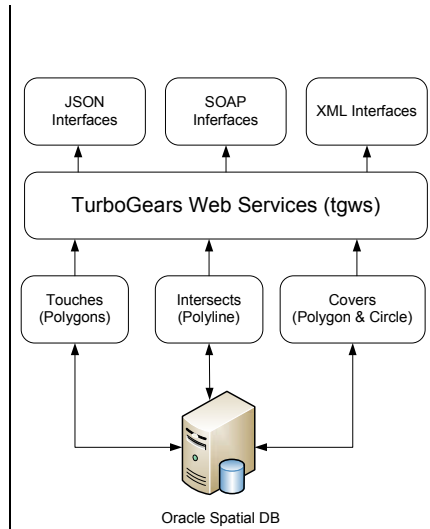 JSON
Interfaces
SOAP
Inferfaces
XML Interfaces
TurboGears Web Services (tgws)
Touches
(Polygons)
Intersects
(Polyline)
Covers
(Polygon & Circle)
Oracle Spatial DB